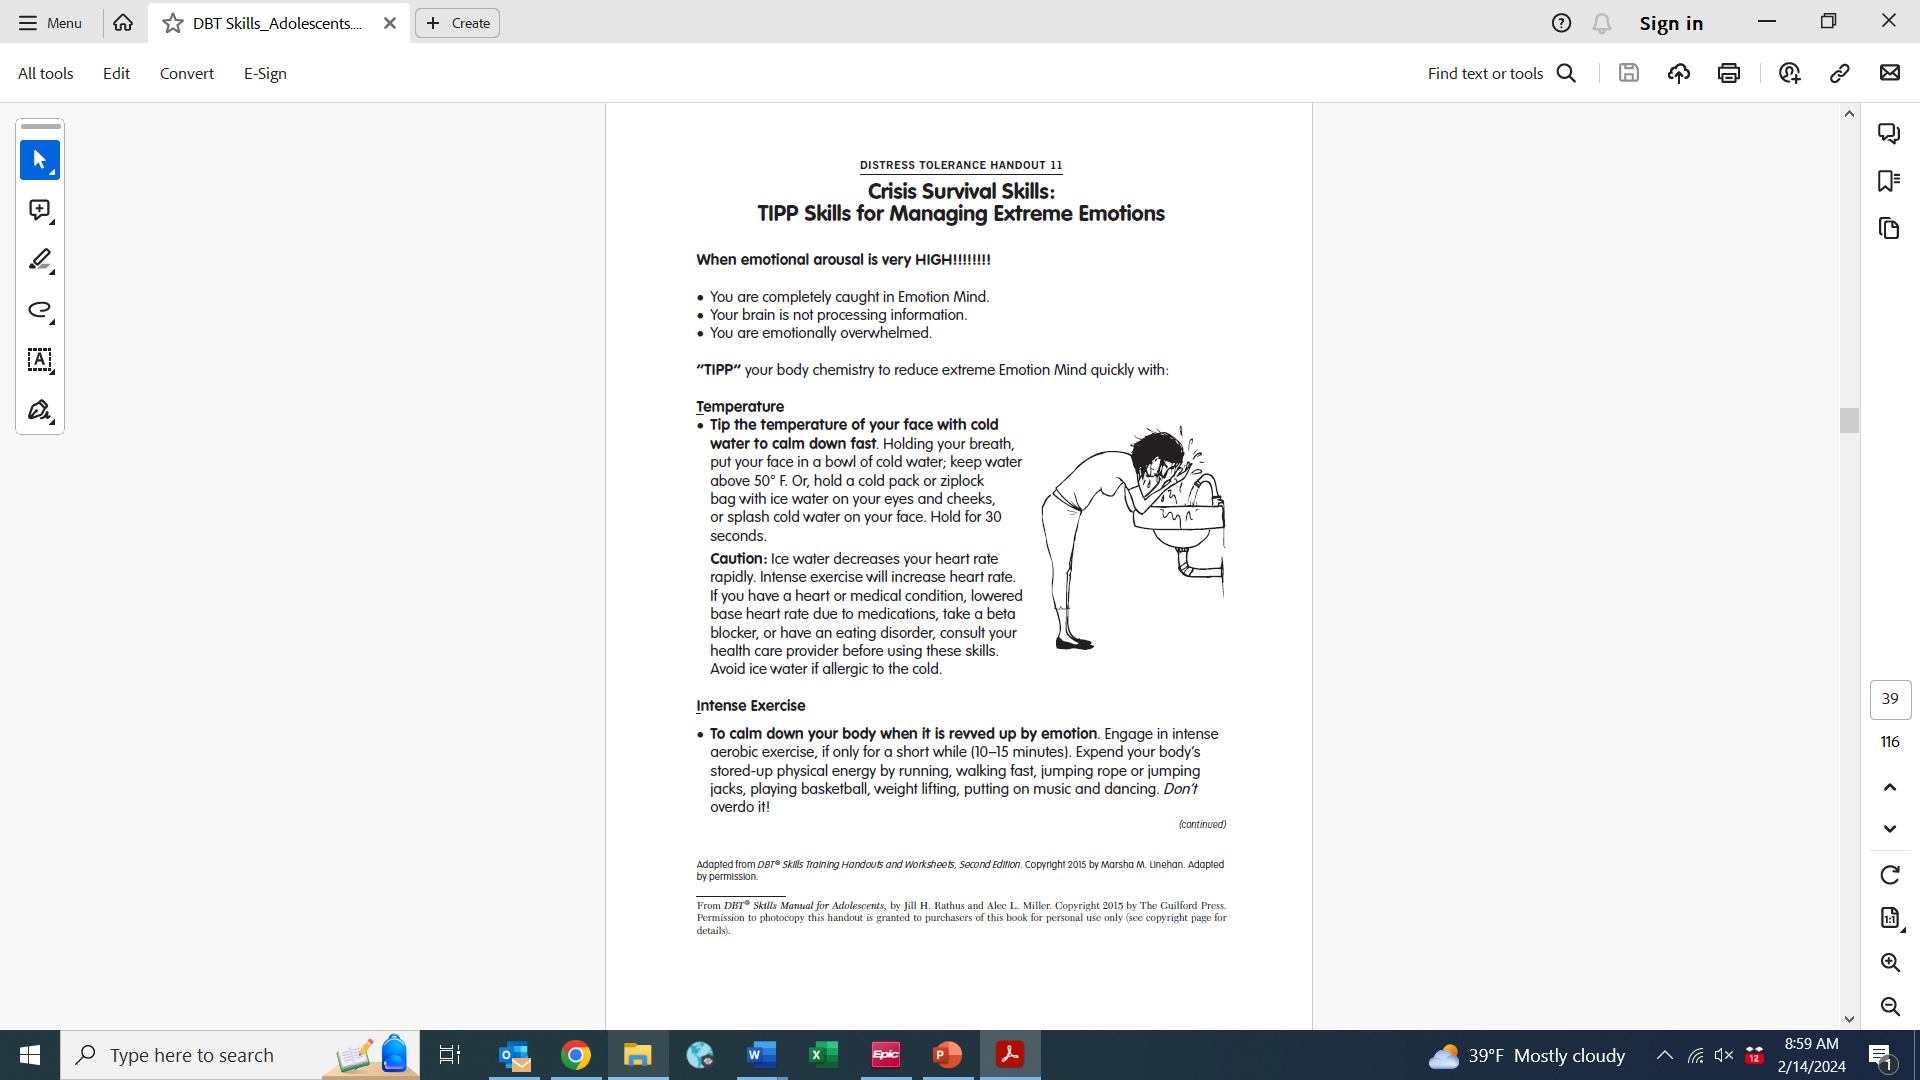 Menu
DBT Skills_Adolescents....
Create
Sign in
All tools
Edit
Convert
E-Sign
Find text or tools
DISTRESS TOLERANCE HANDOUT 11
Crisis Survival Skills:
TIPP Skills for Managing Extreme Emotions
When emotional arousal is very HIGH!!!!!!!!
• You are completely caught in Emotion Mind.
• Your brain is not processing information.
• You are emotionally overwhelmed.
"TIPP" your body chemistry to reduce extreme Emotion Mind quickly with:
Temperature
• Tip the temperature of your face with cold
water to calm down fast. Holding your breath,
put your face in a bowl of cold water; keep water
above 50° F. Or, hold a cold pack or ziplock
bag with ice water on your eyes and cheeks,
or splash cold water on your face. Hold for 30
seconds.
Caution: Ice water decreases your heart rate
rapidly. Intense exercise will increase heart rate.
If you have a heart or medical condition, lowered
base heart rate due to medications, take a beta
blocker, or have an eating disorder, consult your
health care provider before using these skills.
Avoid ice water if allergic to the cold.
Intense Exercise
• To calm down your body when it is revved up by emotion. Engage in intense
aerobic exercise, if only for a short while (10–15 minutes). Expend your body's
stored-up physical energy by running, walking fast, jumping rope or jumping
jacks, playing basketball, weight lifting, putting on music and dancing. Don't
overdo it!
(continued)
Adapted from DBT® Skills Training Handouts and Worksheets, Second Edition. Copyright 2015 by Marsha M. Linehan. Adapted
by permission.
From DBT® Skills Manual for Adolescents, by Jill H. Rathus and Alec L. Miller. Copyright 2015 by The Guilford Press.
Permission to photocopy this handout is granted to purchasers of this book for personal use only (see copyright page for
details).
39
116
1:1
Type here to search
Epic
39°F Mostly cloudy
12
8:59 AM
2/14/2024
1